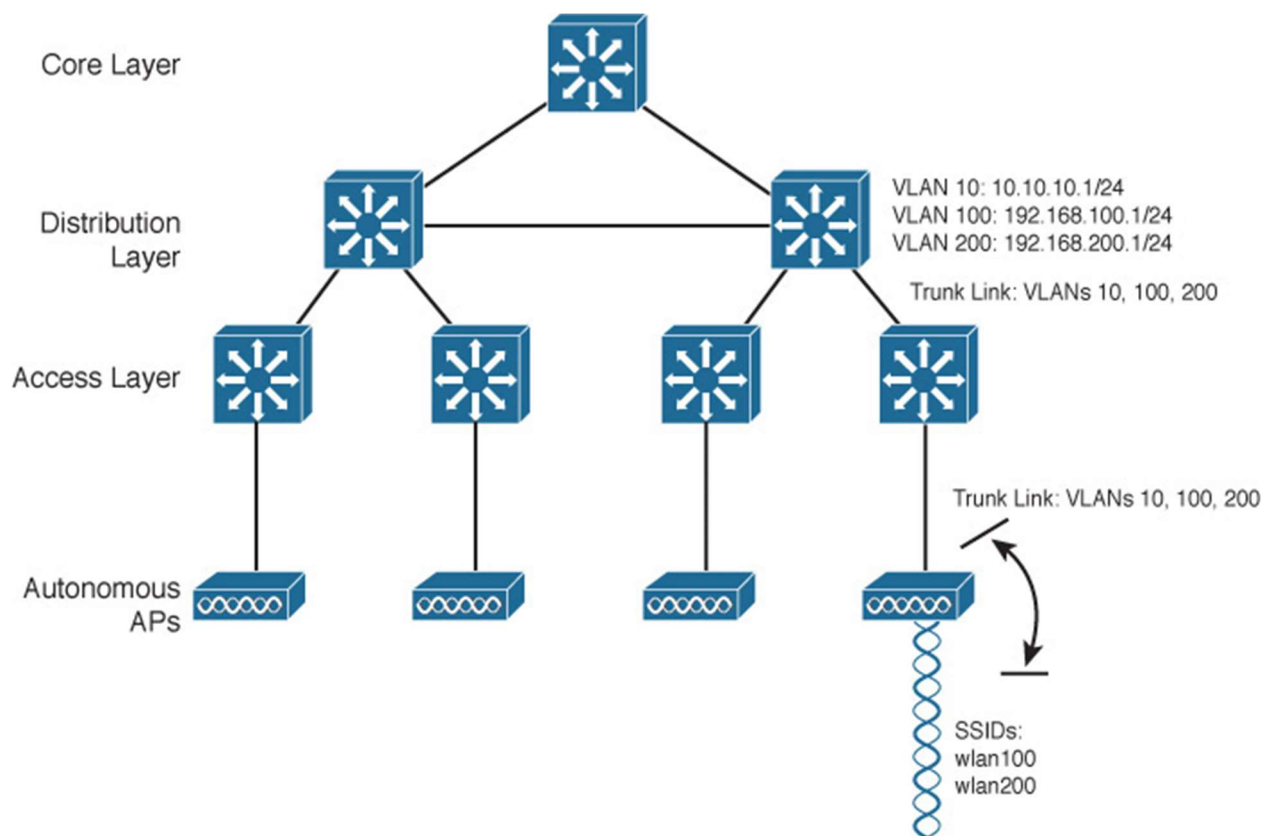 Core Layer
VLAN 10: 10.10.10.1/24
VLAN 100: 192.168.100.1/24
VLAN 200: 192.168.200.1/24
Distribution
Layer
Trunk Link: VLANs 10, 100, 200
Access Layer
Trunk Link: VLANs 10, 100, 200
Autonomous
APs
SSIDs:
wlan100
wlan200